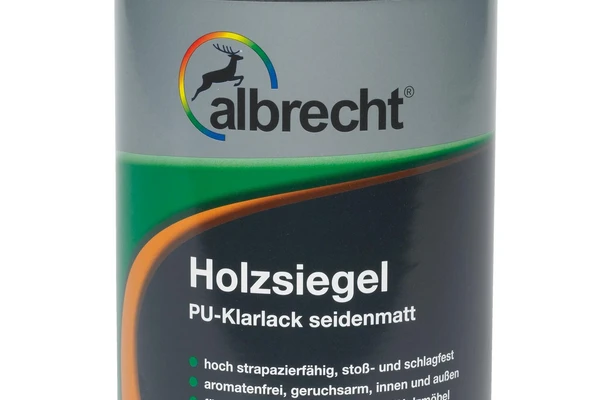 albrecht®
Holzsiegel
PU-Klarlack seidenmatt
hoch strapazierfähig, stoß- und schlagfest
aromatenfrei, geruchsarm, innen und außen